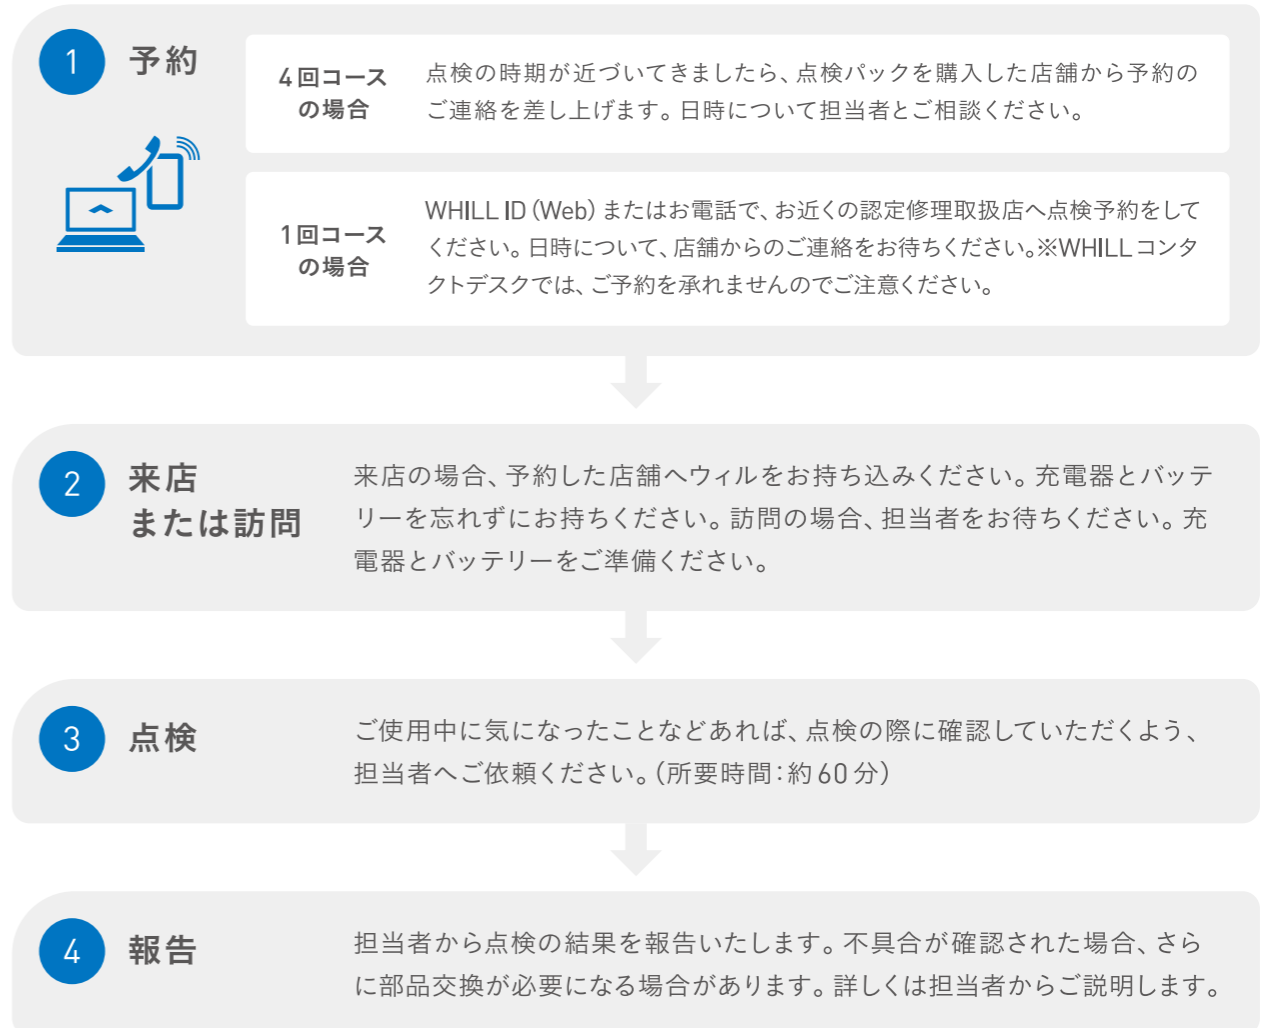 1 予約
4回コース
の場合
点検の時期が近づいてきましたら、点検パックを購入した店舗から予約の
ご連絡を差し上げます。日時について担当者とご相談ください。
1回コース
の場合
WHILL ID（Web）またはお電話で、お近くの認定修理取扱店へ点検予約をして
ください。日時について、店舗からのご連絡をお待ちください。※WHILLコンタ
クトデスクでは、ご予約を承れませんのでご注意ください。
2 来店
または訪問
来店の場合、予約した店舗へウィルをお持ち込みください。充電器とバッテ
リーを忘れずにお持ちください。訪問の場合、担当者をお待ちください。充
電器とバッテリーをご準備ください。
3 点検
ご使用中に気になったことなどあれば、点検の際に確認していただくよう、
担当者へご依頼ください。（所要時間：約60分）
4 報告
担当者から点検の結果を報告いたします。不具合が確認された場合、さら
に部品交換が必要になる場合があります。詳しくは担当者からご説明します。